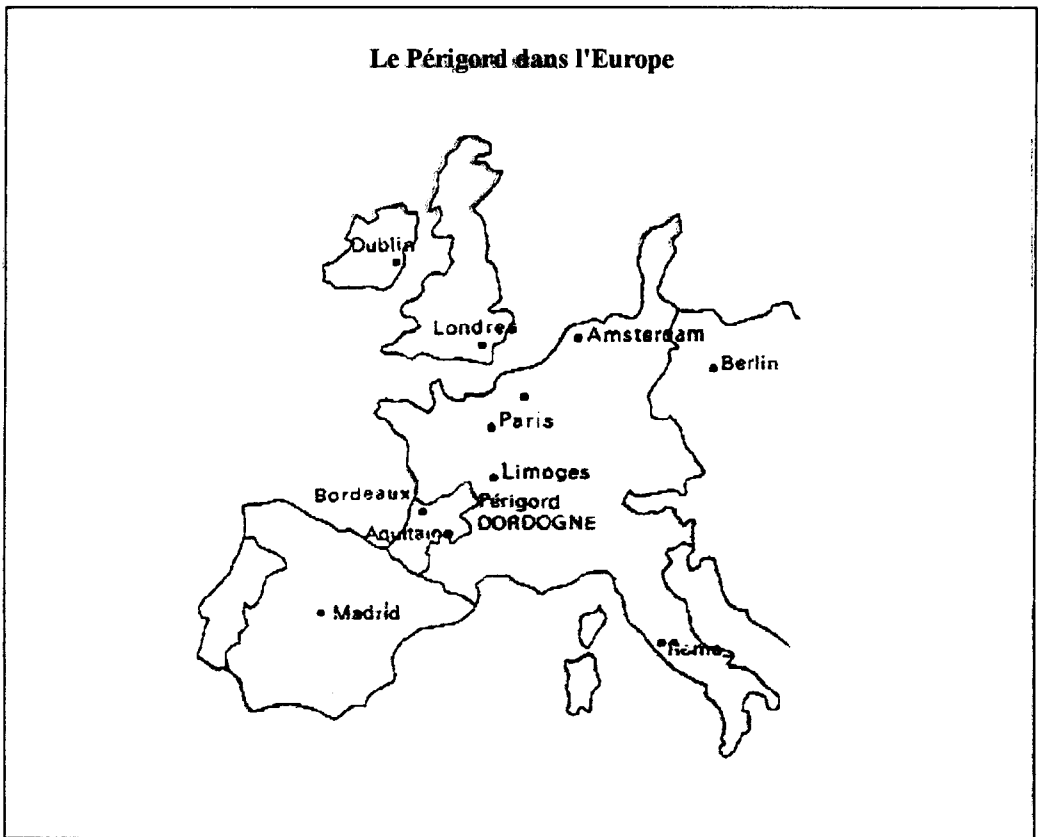 Le Périgord dans l'Europe
Dublin
Londres
Amsterdam
Berlin
Paris
Limoges
Bordeaux
Périgord
DORDOGNE
Aquitaine
Madrid
Rome